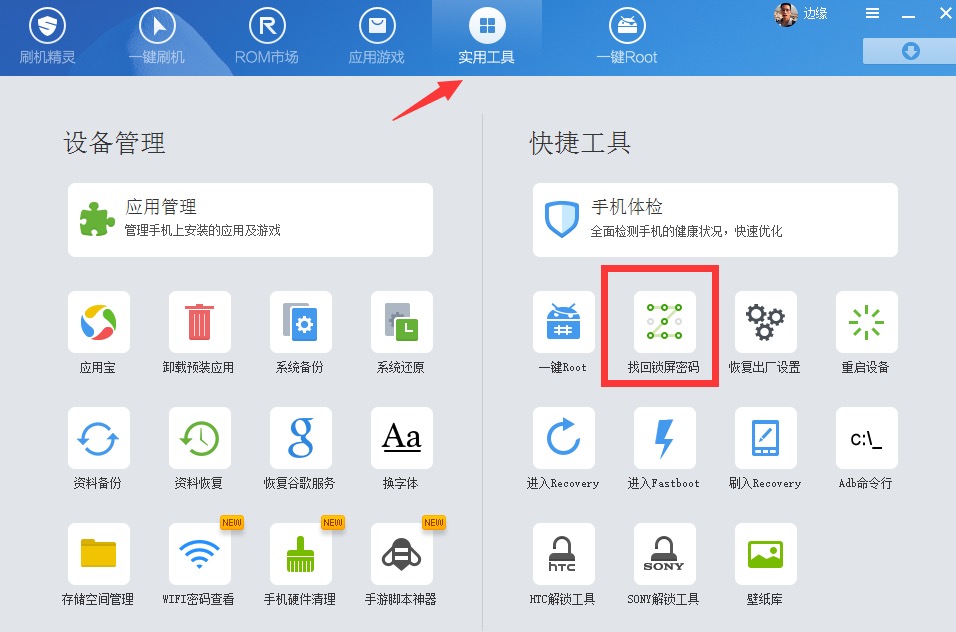 刷机精灵
一键刷机
ROM市场
应用游戏
实用工具
一键Root
边缘
设备管理
应用管理
管理手机上安装的应用及游戏
应用宝
卸载预装应用
系统备份
系统还原
资料备份
资料恢复
恢复谷歌服务
Aa
换字体
存储空间管理
NEW
WIFI密码查看
NEW
手机硬件清理
NEW
手游脚本神器
快捷工具
手机体检
全面检测手机的健康状况，快速优化
一键Root
找回锁屏密码
恢复出厂设置
重启设备
进入Recovery
进入Fastboot
刷入Recovery
c:\_
Adb命令行
hTC
HTC解锁工具
SONY
SONY解锁工具
壁纸库